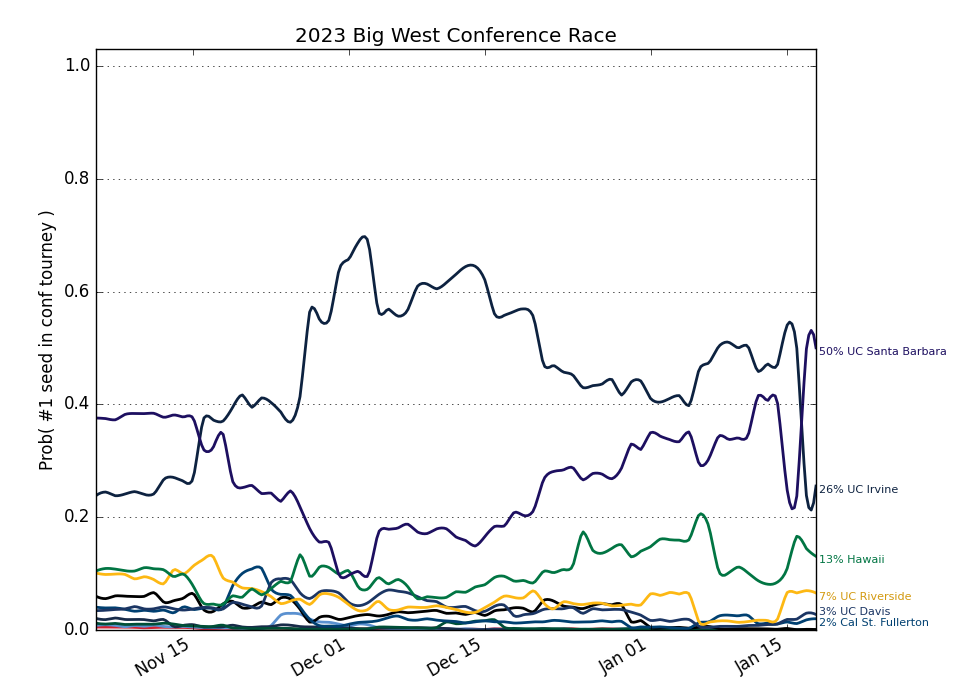 2023 Big West Conference Race
Prob( #1 seed in conf tourney )
1.0
0.8
0.6
0.4
0.2
0.0
50% UC Santa Barbara
26% UC Irvine
13% Hawaii
7% UC Riverside
3% UC Davis
2% Cal St. Fullerton
Nov 15
Dec 01
Dec 15
Jan 01
Jan 15